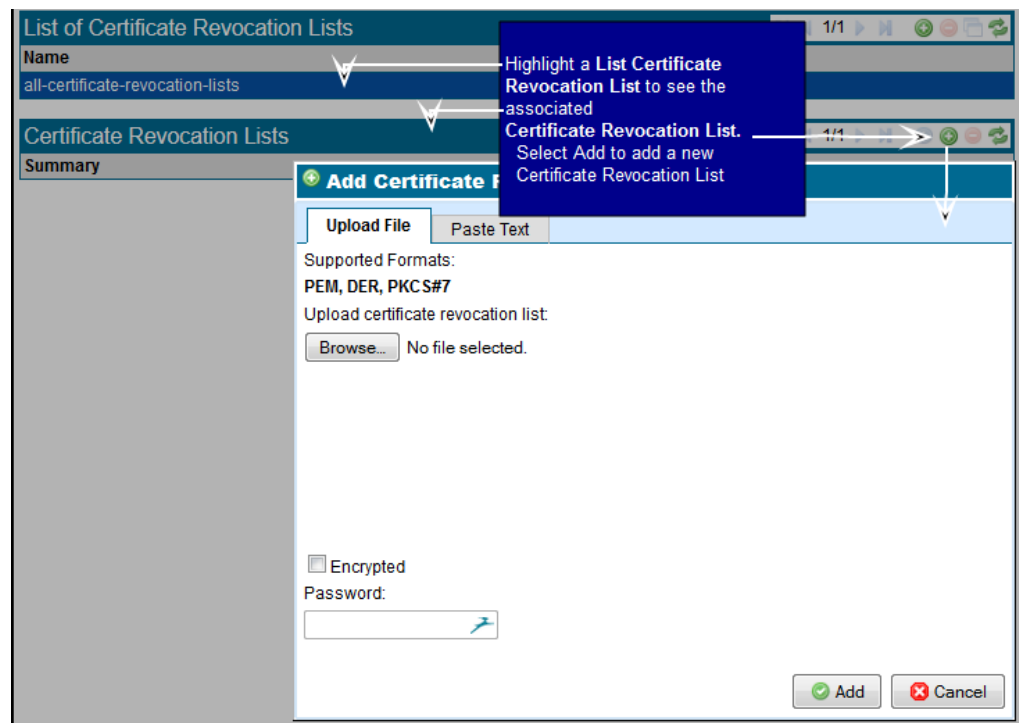 List of Certificate Revocation Lists
1/1
Name
all-certificate-revocation-lists
Highlight a List Certificate
Revocation List to see the
associated
Certificate Revocation List.
Select Add to add a new
Certificate Revocation List
Certificate Revocation Lists
1/1
Summary
Add Certificate R
Upload File
Paste Text
Supported Formats:
PEM, DER, PKCS#7
Upload certificate revocation list:
Browse... No file selected.
Encrypted
Password:
Add
Cancel